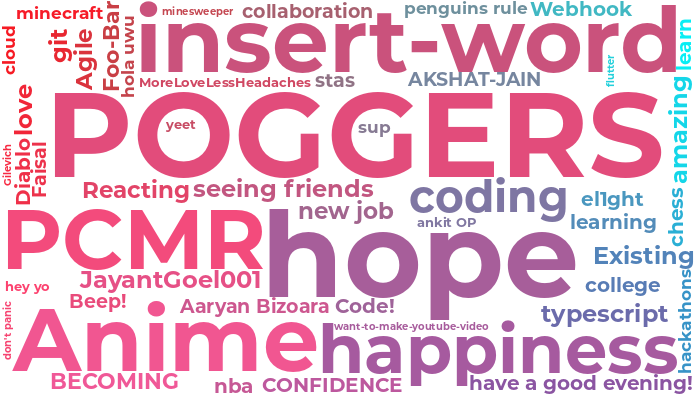 minecraft
minesweeper
collaboration
penguins rule
Webhook
cloud
git
Agile
Foo-Bar
hola uwu
insert-word
learn
MoreLoveLessHeadaches
stas
AKSHAT-JAIN
flutter
amazing
POGGERS
yeet
sup
love
Diablo
Gilevich
Faisal
Reacting
seeing friends
coding
el1ght
chess
new job
ankit OP
learning
PCMR
hope
Existing
hey yo
JayantGoel001
college
hackathons
Beep!
Aaryan Bizoara
Code!
typescript
don't panic
Anime
want-to-make-youtube-video
happiness
BECOMING
nba
CONFIDENCE
have a good evening!